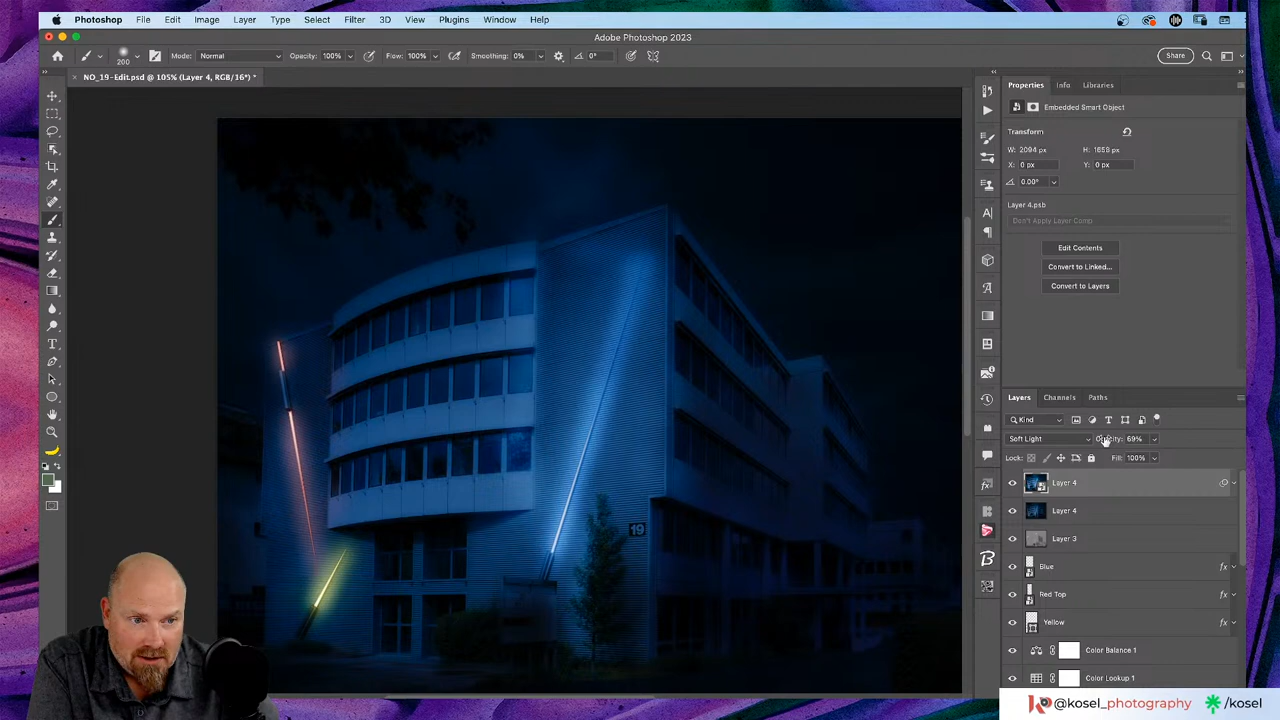 Photoshop File Edit Image Layer Type Select Filter 3D View Plugins Window Help
Adobe Photoshop 2023
200 Mode: Normal Opacity: 100% Flow: 100% Smoothing: 0% 0° Share
NO_19-Edit.psd @ 105% (Layer 4, RGB/16*) *
Properties Info Libraries
Embedded Smart Object
Transform
W: 2094 px H: 1658 px
X: 0 px Y: 0 px
0.00°
Layer 4.psb
Don't Apply Layer Comp
Edit Contents
Convert to Linked...
Convert to Layers
Layers Channels Paths
Kind
Soft Light Opacity: 69%
Lock: Fill: 100%
Layer 4
Layer 4
Layer 3
Blue fx
Red Top fx
Yellow fx
Color Balance 1
Color Lookup 1
19
@kosel_photography /kosel